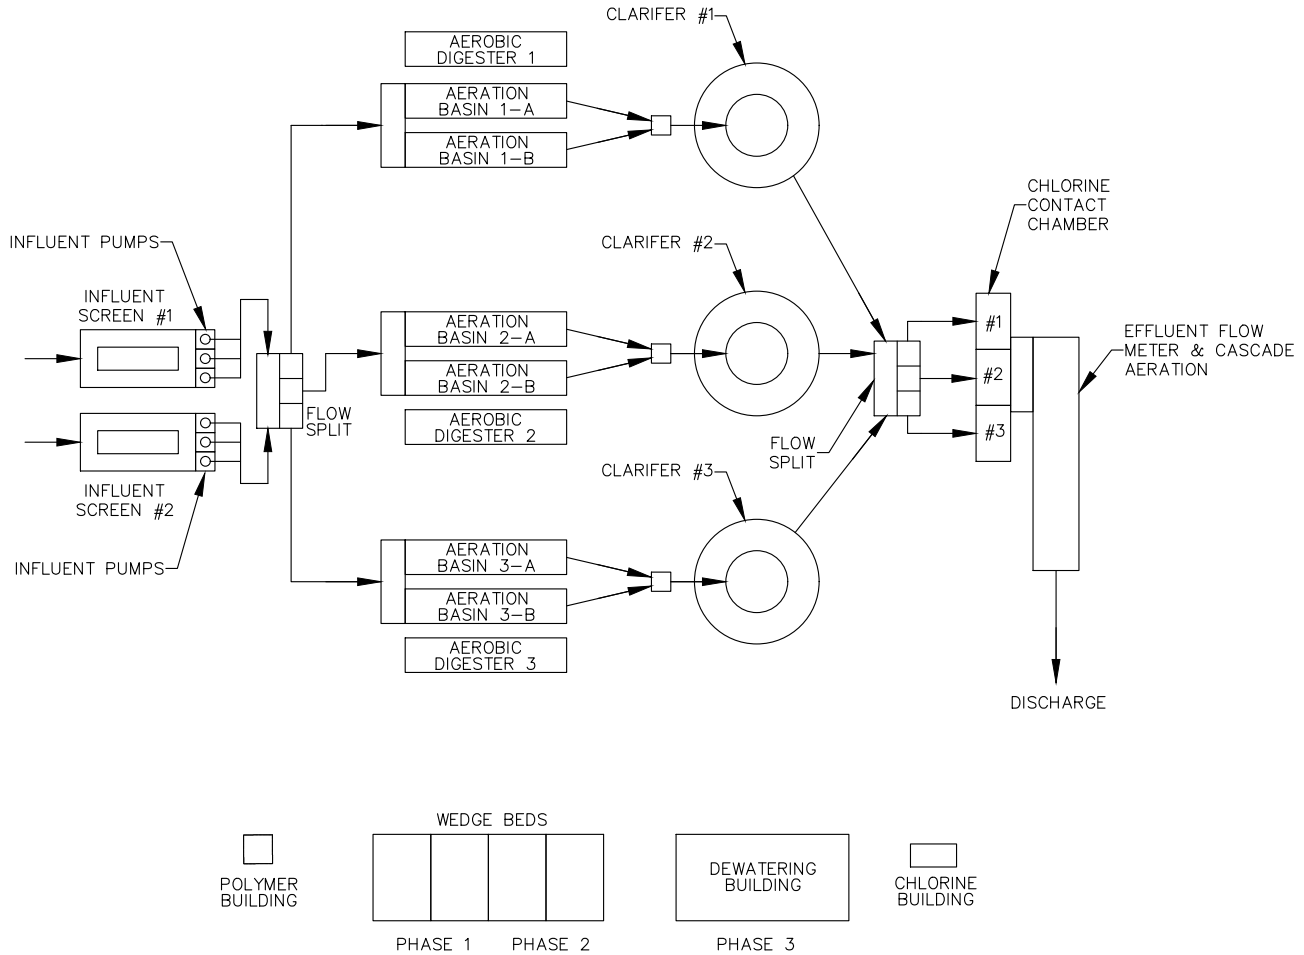 CLARIFER #1
AEROBIC
DIGESTER 1
AERATION
BASIN 1-A
AERATION
BASIN 1-B
CHLORINE
CONTACT
CHAMBER
INFLUENT PUMPS
CLARIFER #2
INFLUENT
SCREEN #1
AERATION
BASIN 2-A
AERATION
BASIN 2-B
AEROBIC
DIGESTER 2
FLOW
SPLIT
#1
#2
#3
EFFLUENT FLOW
METER & CASCADE
AERATION
FLOW
SPLIT
CLARIFER #3
INFLUENT
SCREEN #2
INFLUENT PUMPS
AERATION
BASIN 3-A
AERATION
BASIN 3-B
AEROBIC
DIGESTER 3
DISCHARGE
WEDGE BEDS
POLYMER
BUILDING
DEWATERING
BUILDING
CHLORINE
BUILDING
PHASE 1
PHASE 2
PHASE 3